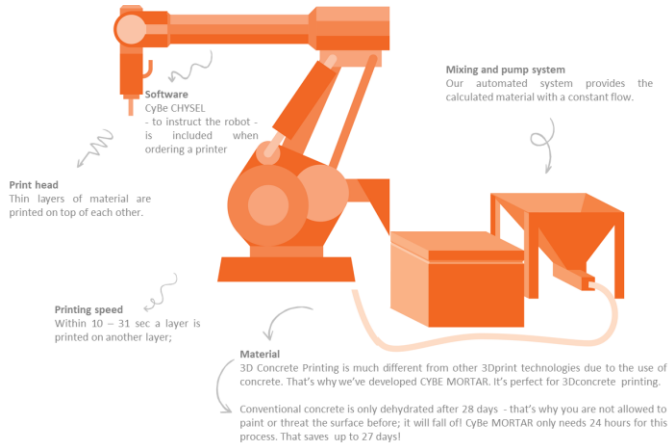 Software
CyBe CHYSEL
- to instruct the robot -
is included when
ordering a printer
Mixing and pump system
Our automated system provides the
calculated material with a constant flow.
Print head
Thin layers of material are
printed on top of each other.
Printing speed
Within 10 – 31 sec a layer is
printed on another layer;
Material
3D Concrete Printing is much different from other 3Dprint technologies due to the use of
concrete. That's why we've developed CYBE MORTAR. It's perfect for 3Dconcrete printing.
Conventional concrete is only dehydrated after 28 days - that's why you are not allowed to
paint or threat the surface before; it will fall of! CyBe MORTAR only needs 24 hours for this
process. That saves up to 27 days!